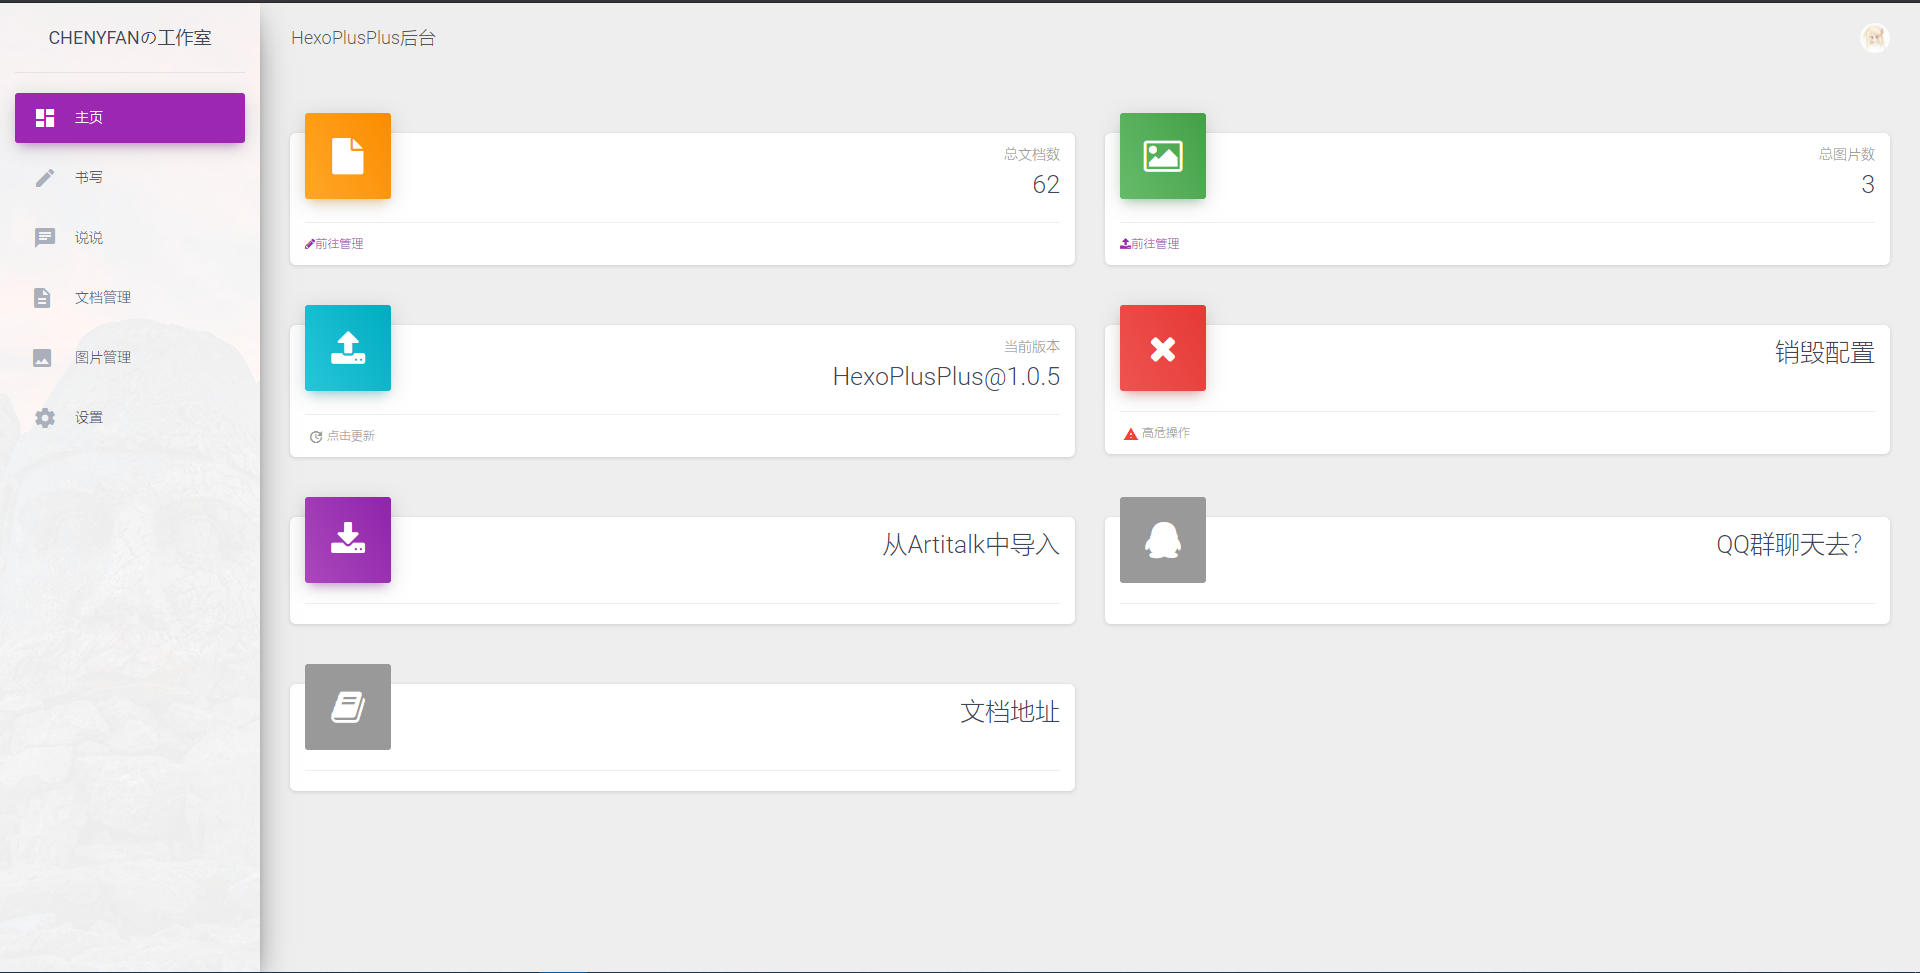 CHENYFANの工作室
主页
书写
说说
文档管理
图片管理
设置
HexoPlusPlus后台
总文档数
62
前往管理
总图片数
3
前往管理
当前版本
HexoPlusPlus@1.0.5
点击更新
销毁配置
高危操作
从Artitalk中导入
QQ群聊天去?
文档地址